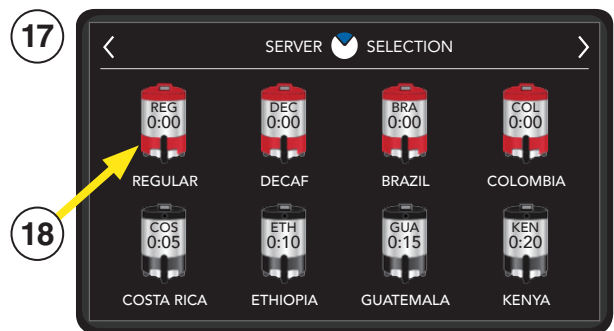 17
SERVER SELECTION
REG 0:00
DEC 0:00
BRA 0:00
COL 0:00
REGULAR
DECAF
BRAZIL
COLOMBIA
18
COS 0:05
ETH 0:10
GUA 0:15
KEN 0:20
COSTA RICA
ETHIOPIA
GUATEMALA
KENYA